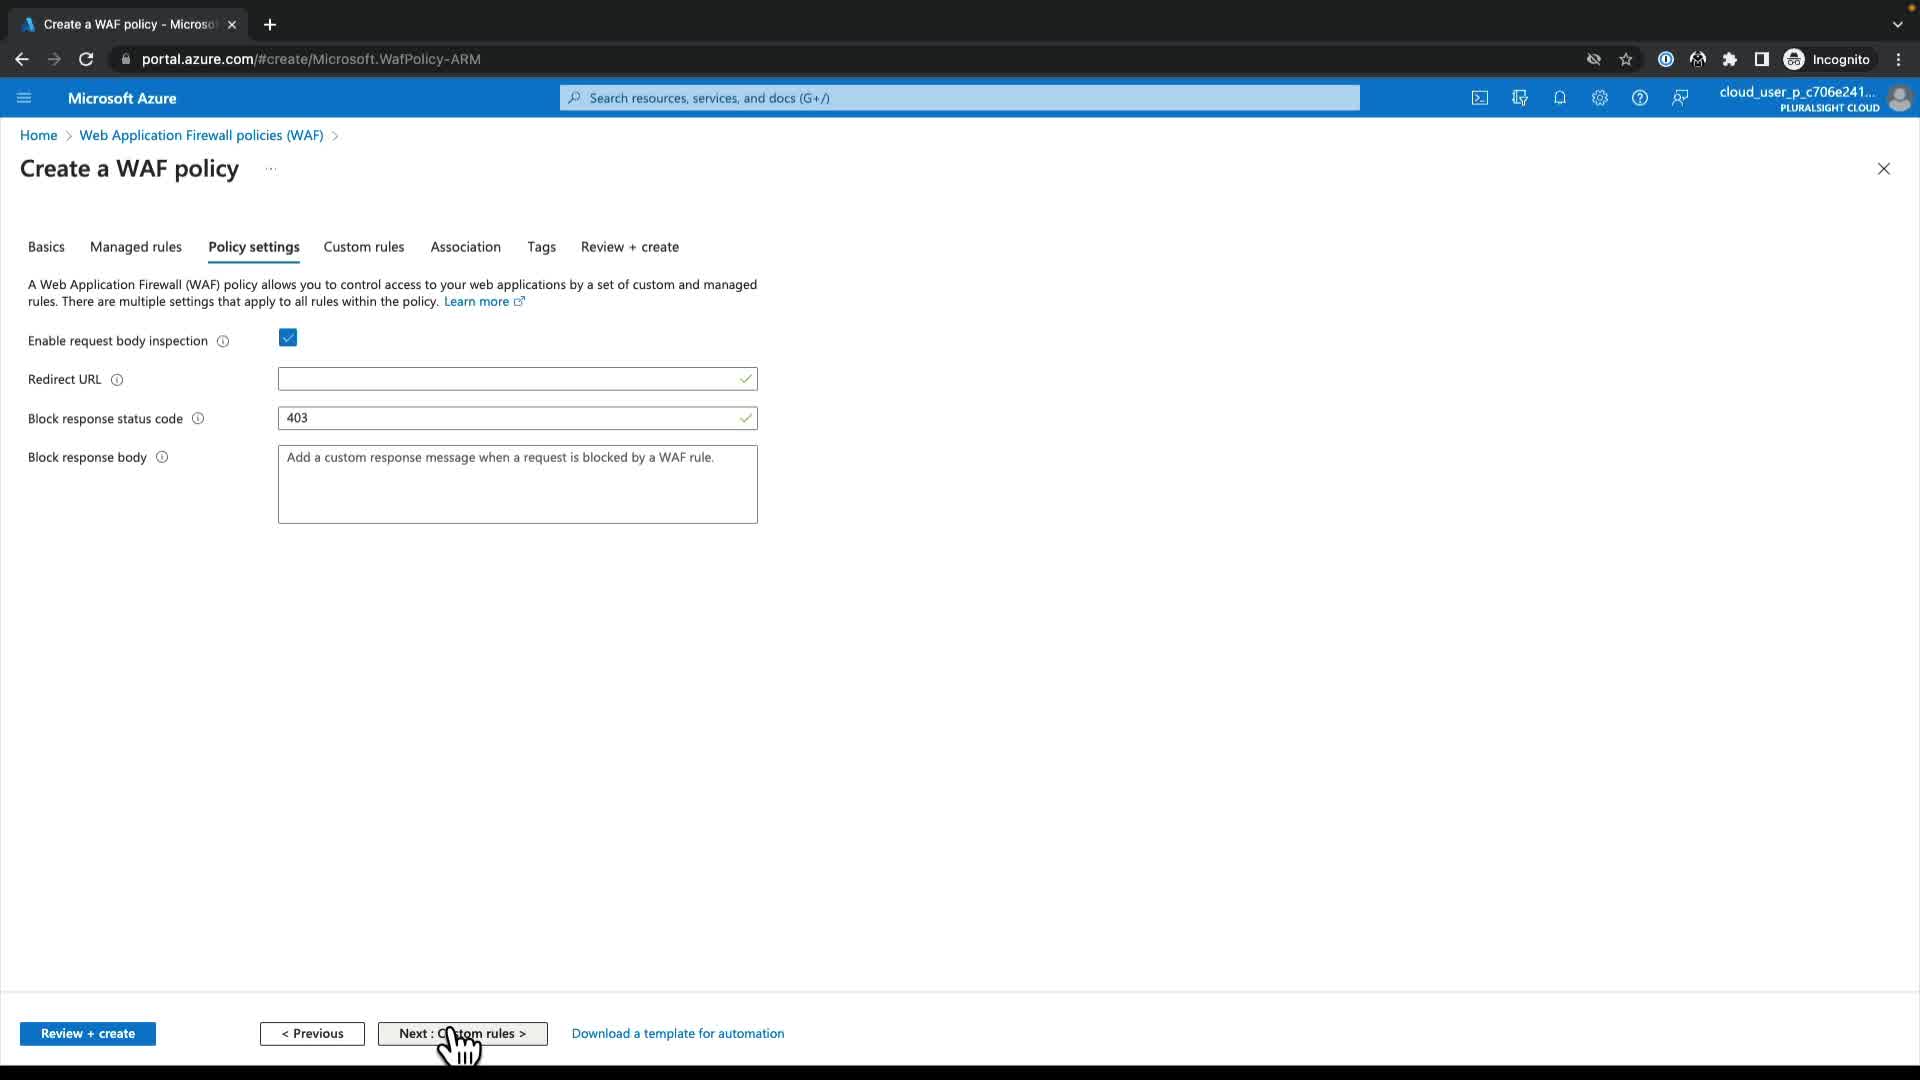 Create a WAF policy - Microso
portal.azure.com/#create/Microsoft.WafPolicy-ARM
Incognito
Microsoft Azure
Search resources, services, and docs (G+/)
cloud_user_p_c706e241...
PLURALSIGHT CLOUD
Home > Web Application Firewall policies (WAF) >
Create a WAF policy ...
Basics Managed rules Policy settings Custom rules Association Tags Review + create
A Web Application Firewall (WAF) policy allows you to control access to your web applications by a set of custom and managed
rules. There are multiple settings that apply to all rules within the policy. Learn more
Enable request body inspection
Redirect URL
Block response status code
403
Block response body
Add a custom response message when a request is blocked by a WAF rule.
Review + create
< Previous
Next : Custom rules >
Download a template for automation